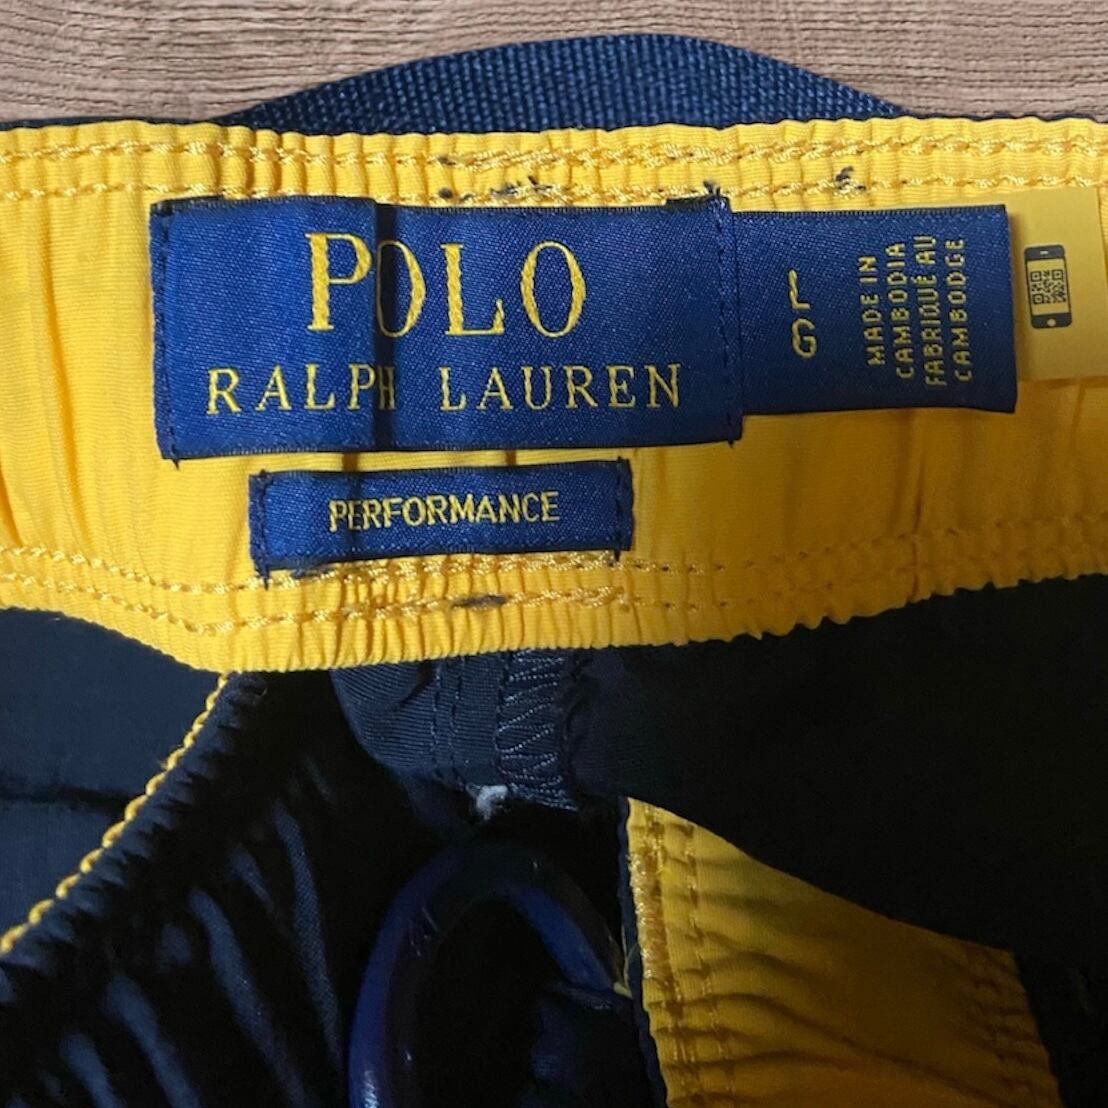 POLO
RALPH LAUREN
PERFORMANCE
L
G
MADE IN
CAMBODIA
FABRIQUÉ AU
CAMBODGE